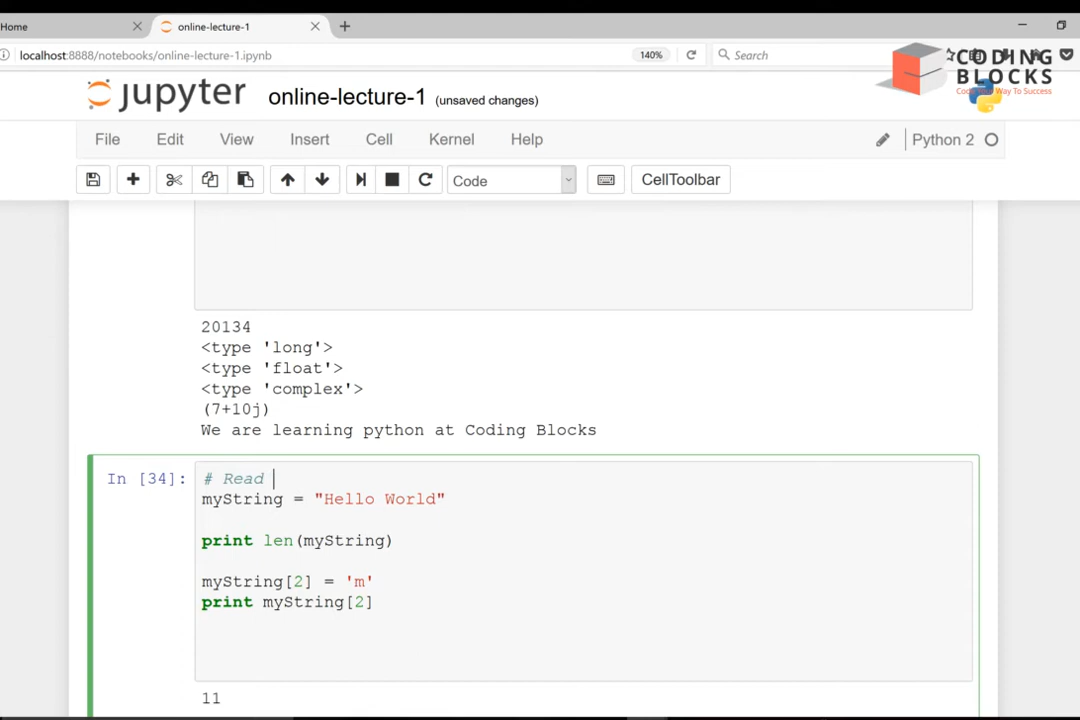 Home
online-lecture-1
localhost:8888/notebooks/online-lecture-1.ipynb
140%
Search
CODING
BLOCKS
jupyter
online-lecture-1 (unsaved changes)
File Edit View Insert Cell Kernel Help
Python 2
Code
CellToolbar
20134
<type 'long'>
<type 'float'>
<type 'complex'>
(7+10j)
We are learning python at Coding Blocks
In [34]:
# Read
myString = "Hello World"
print len(myString)
myString[2] = 'm'
print myString[2]
11